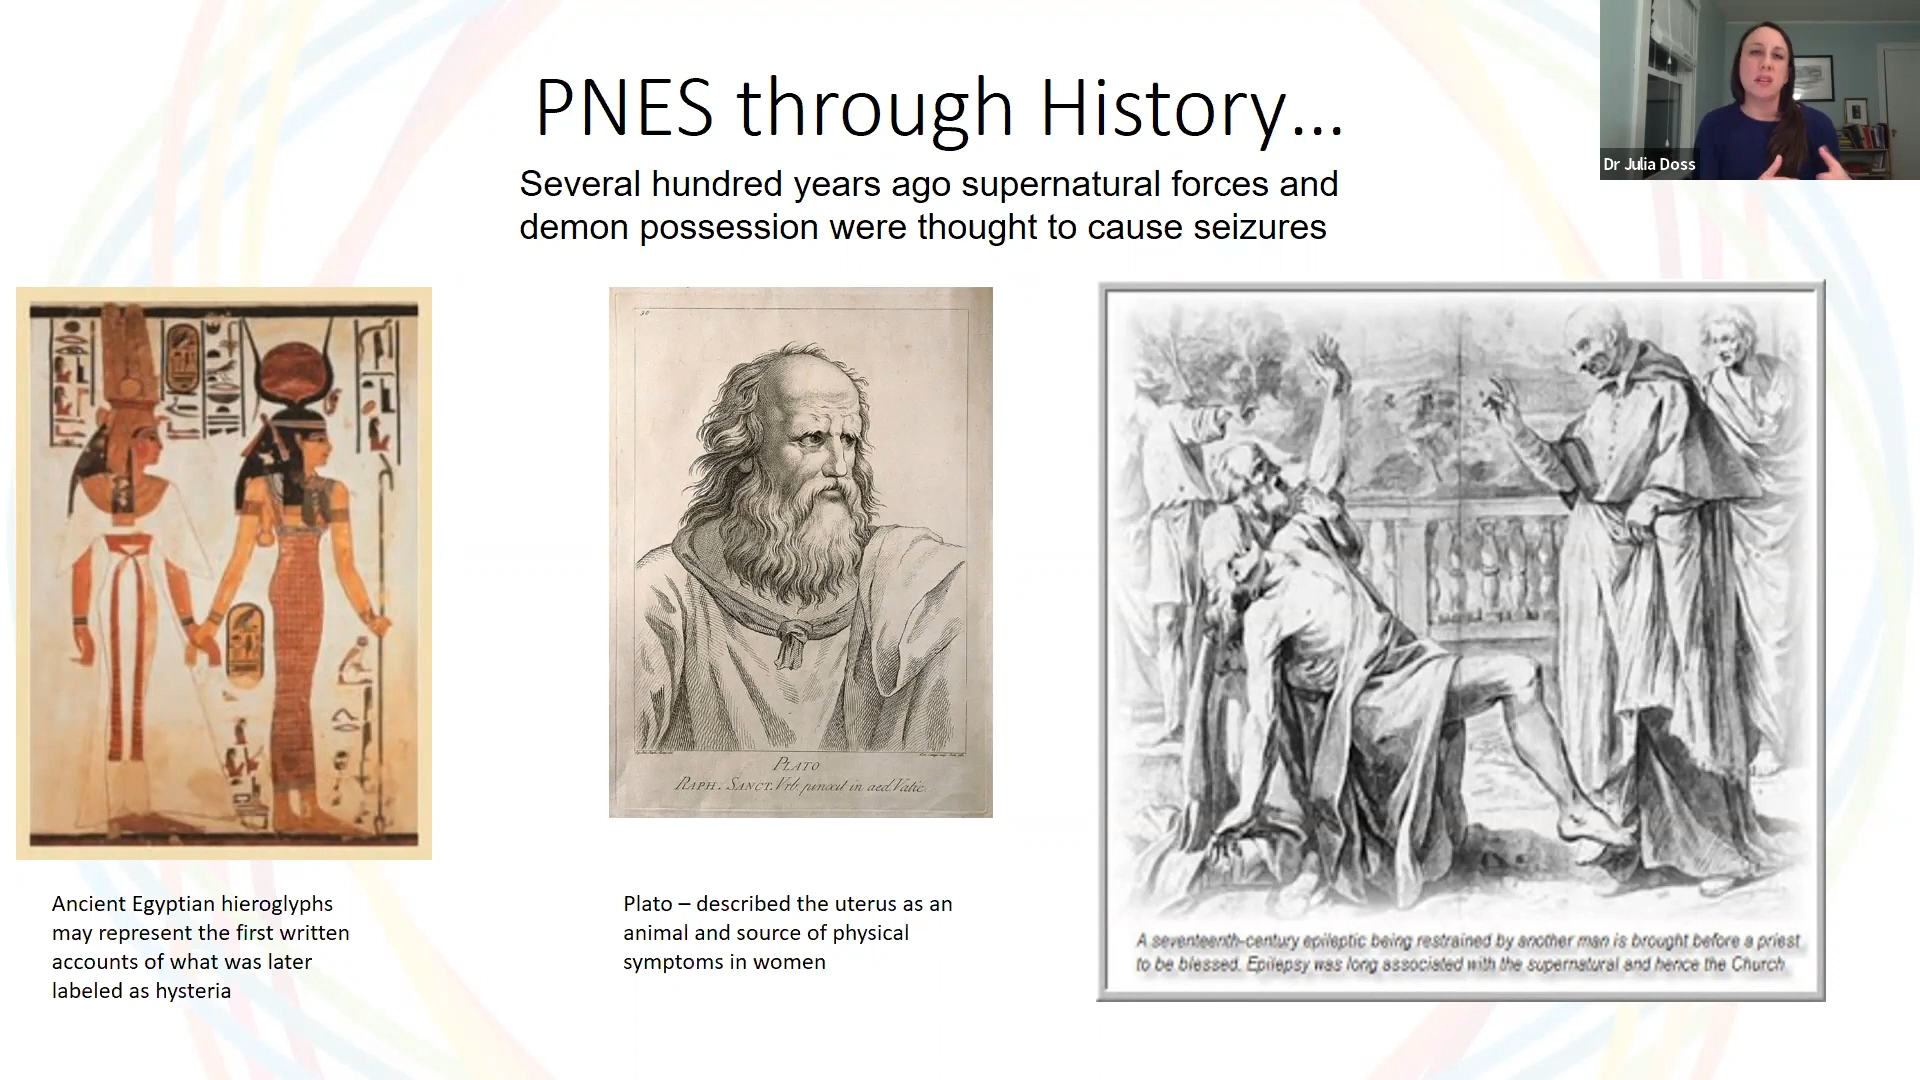 PNES through History...
Several hundred years ago supernatural forces and
demon possession were thought to cause seizures
Dr Julia Doss
PLATO
RAPH. SANCT. Urb. pinxit in aed. Vatic.
Ancient Egyptian hieroglyphs
may represent the first written
accounts of what was later
labeled as hysteria
Plato – described the uterus as an
animal and source of physical
symptoms in women
A seventeenth-century epileptic being restrained by another man is brought before a priest
to be blessed. Epilepsy was long associated with the supernatural and hence the Church.